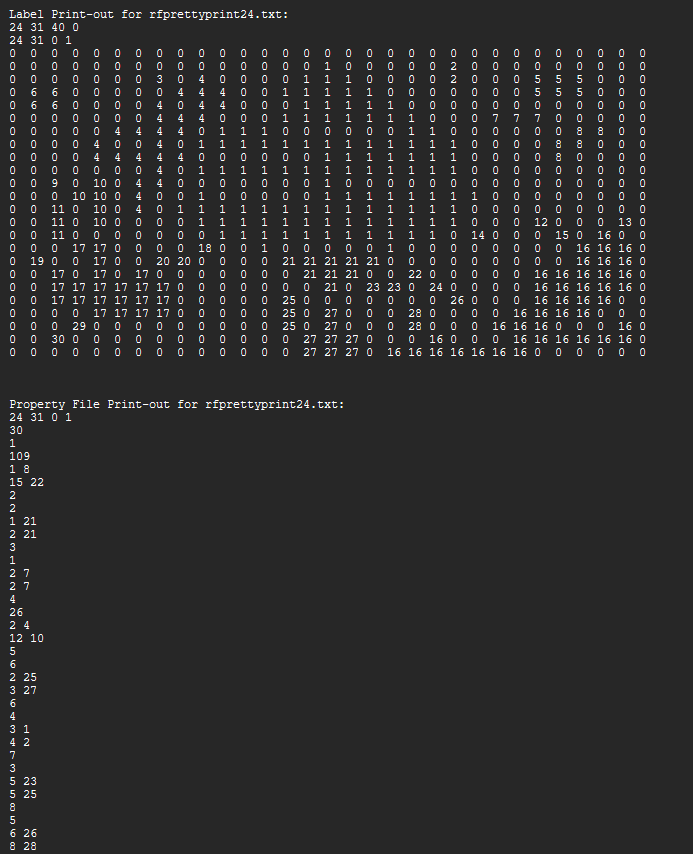 Label Print-out for rfprettyprint24.txt:
24 31 40 0
24 31 0 1
0 0 0 0 0 0 0 0 0 0 0 0 0 0 0 0 0 0 0 0 0 0 0 0 0 0 0 0 0 0 0
0 0 0 0 0 0 0 0 0 0 0 0 0 0 0 1 0 0 0 0 0 2 0 0 0 0 0 0 0 0 0
0 0 0 0 0 0 0 3 0 4 0 0 0 0 1 1 1 0 0 0 0 2 0 0 0 5 5 5 0 0 0
0 6 6 0 0 0 0 0 4 4 4 0 0 1 1 1 1 1 0 0 0 0 0 0 0 5 5 5 0 0 0
0 6 6 0 0 0 0 4 0 4 4 0 0 1 1 1 1 1 1 0 0 0 0 0 0 0 0 0 0 0 0
0 0 0 0 0 0 0 4 4 4 0 0 0 1 1 1 1 1 1 1 0 0 0 7 7 7 0 0 0 0 0
0 0 0 0 0 4 4 4 4 0 1 1 1 0 1 1 1 1 1 1 1 0 0 0 0 0 0 8 8 0 0
0 0 0 0 4 0 0 4 0 1 1 1 1 1 1 1 1 1 1 1 1 1 0 0 0 0 8 8 0 0 0
0 0 0 0 4 4 4 4 4 0 0 0 0 0 1 1 1 1 1 1 1 1 0 0 0 0 8 0 0 0 0
0 0 0 0 0 0 0 4 0 1 1 1 1 1 1 1 1 1 1 1 1 1 0 0 0 0 0 0 0 0 0
0 0 9 0 10 0 4 4 0 0 0 0 0 0 1 1 1 1 1 1 1 1 0 0 0 0 0 0 0 0 0
0 0 0 10 10 0 4 0 0 1 0 0 0 0 1 1 1 1 1 1 1 1 1 0 0 0 0 0 0 0 0
0 0 11 0 10 0 4 0 1 1 1 1 1 1 1 1 1 1 1 1 1 1 0 0 0 0 0 0 0 0 0
0 0 11 0 10 0 0 0 0 1 1 1 1 1 1 1 1 1 1 1 1 1 0 0 0 12 0 0 0 13 0
0 0 11 0 0 0 0 0 0 0 1 1 1 1 1 1 1 1 1 1 1 0 14 0 0 0 15 0 16 0 0
0 0 0 17 17 0 0 0 0 18 0 0 0 0 0 0 0 0 1 0 0 0 0 0 0 0 0 16 16 16 0
0 19 0 0 17 0 0 20 20 0 0 0 0 21 21 21 21 21 0 0 0 0 0 0 0 0 0 16 16 16 0
0 0 17 0 17 0 17 0 0 0 0 0 0 0 21 21 21 0 0 22 0 0 0 0 0 16 16 16 16 16 0
0 0 17 17 17 17 17 17 0 0 0 0 0 0 0 21 0 23 23 0 24 0 0 0 0 16 16 16 16 16 0
0 0 17 17 17 17 17 17 0 0 0 0 0 25 0 0 0 0 0 0 0 26 0 0 0 16 16 16 16 0 0
0 0 0 0 17 17 17 17 0 0 0 0 0 25 0 27 0 0 0 28 0 0 0 0 16 16 16 16 16 0 0
0 0 0 29 0 0 0 0 0 0 0 0 0 25 0 27 0 0 0 28 0 0 0 16 16 16 0 0 0 16 0
0 0 30 0 0 0 0 0 0 0 0 0 0 0 27 27 27 0 0 0 16 0 0 0 16 16 16 16 16 16 0
0 0 0 0 0 0 0 0 0 0 0 0 0 0 27 27 27 0 16 16 16 16 16 16 16 0 0 0 0 0 0
Property File Print-out for rfprettyprint24.txt:
24 31 0 1
30
1
109
1 8
15 22
2
2
1 21
2 21
3
1
2 7
2 7
4
26
2 4
12 10
5
6
2 25
3 27
6
4
3 1
4 2
7
3
5 23
5 25
8
5
6 26
8 28